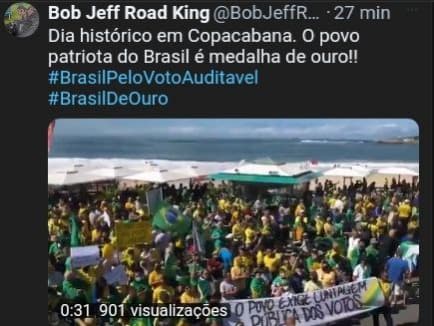 Bob Jeff Road King @BobJeffR... · 27 min
Dia histórico em Copacabana. O povo
patriota do Brasil é medalha de ouro!!
#BrasilPeloVotoAuditavel
#BrasilDeOuro
O POVO EXIGE CONTAGEM
PÚBLICA DOS VOTOS
0:31 901 visualizações